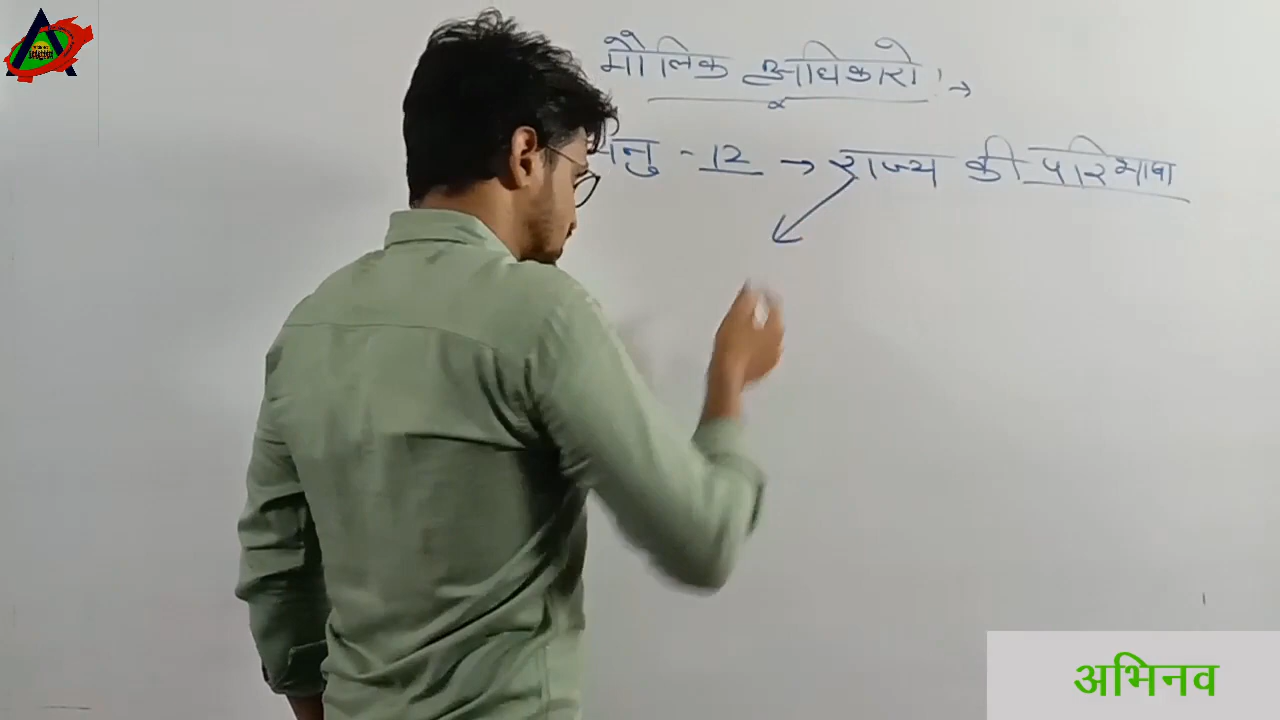 मौलिक अधिकारो :→
नु - 12 → राज्य की परिभाषा
अभिनव